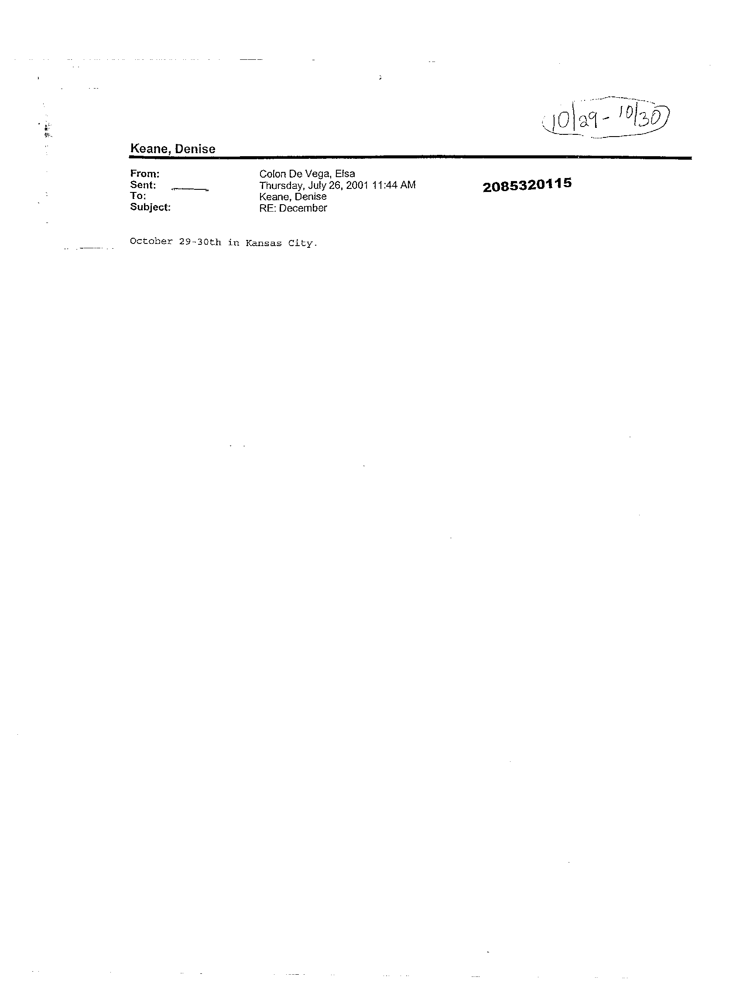 10/29 - 10/30
Keane, Denise
From: Colon De Vega, Elsa
Sent: Thursday, July 26, 2001 11:44 AM
2085320115
To: Keane, Denise
Subject: RE: December
October 29-30th in Kansas City.